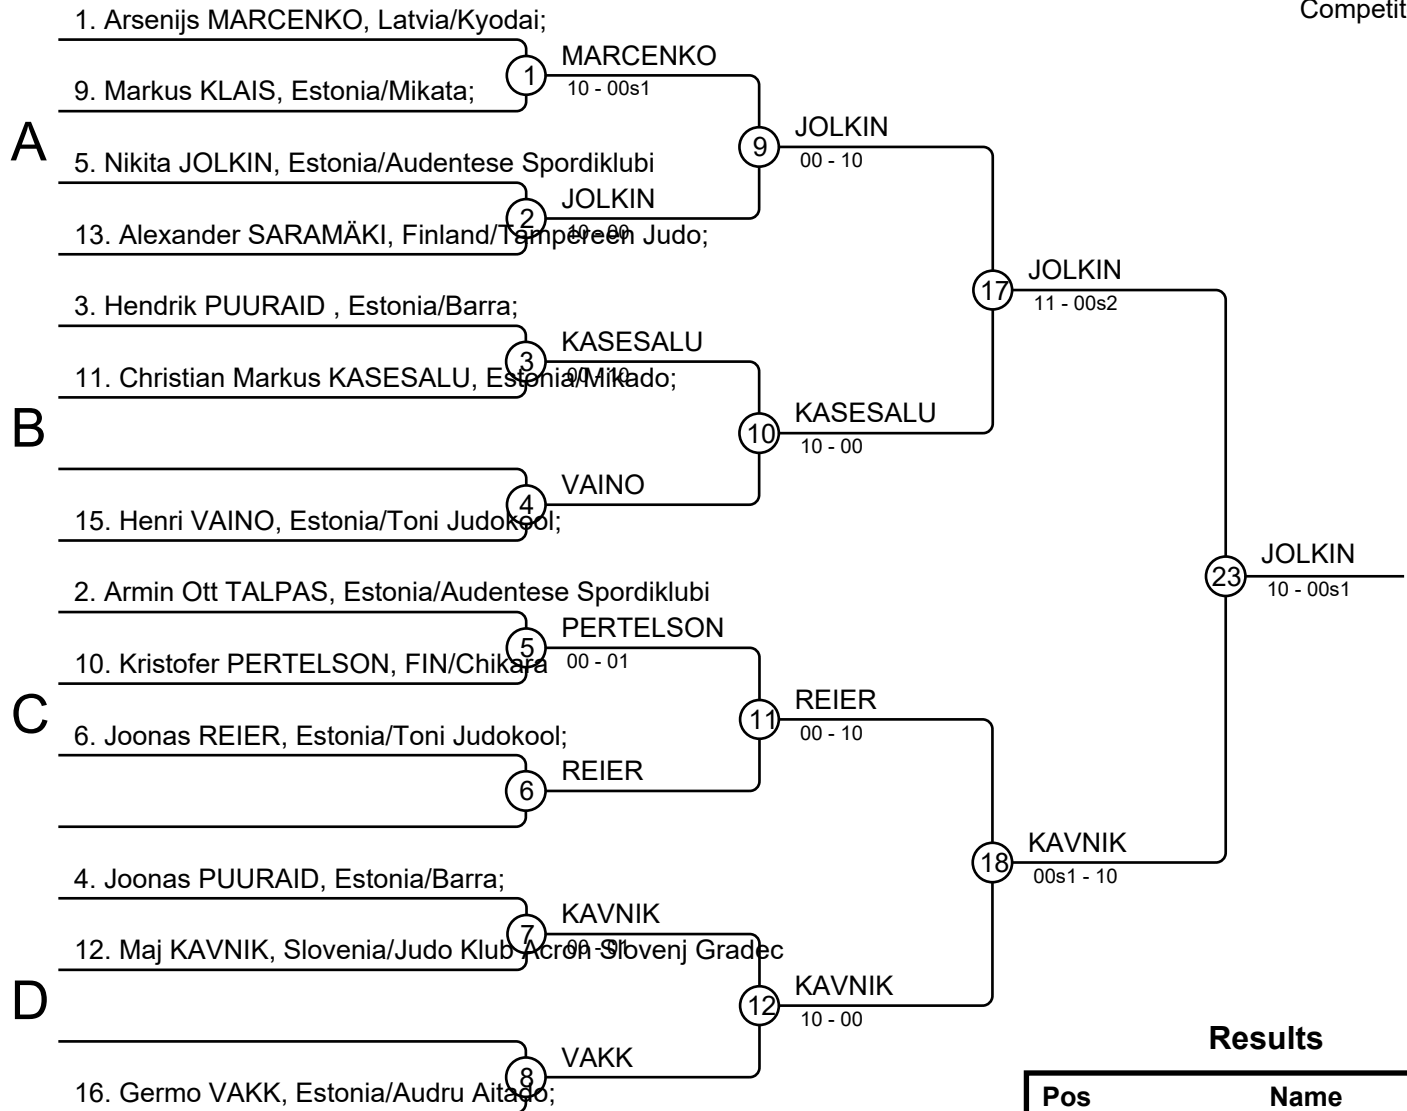 Competit
1. Arsenijs MARCENKO, Latvia/Kyodai;
1 MARCENKO
10 - 00s1
9. Markus KLAIS, Estonia/Mikata;
A
9 JOLKIN
00 - 10
5. Nikita JOLKIN, Estonia/Audentese Spordiklubi
2 JOLKIN
10 - 00
13. Alexander SARAMÄKI, Finland/Tampereen Judo;
17 JOLKIN
11 - 00s2
3. Hendrik PUURAID , Estonia/Barra;
3 KASESALU
00 - 10
11. Christian Markus KASESALU, Estonia/Mikado;
B
10 KASESALU
10 - 00
4 VAINO
15. Henri VAINO, Estonia/Toni Judokool;
23 JOLKIN
10 - 00s1
2. Armin Ott TALPAS, Estonia/Audentese Spordiklubi
5 PERTELSON
00 - 01
10. Kristofer PERTELSON, FIN/Chikara
C
11 REIER
00 - 10
6. Joonas REIER, Estonia/Toni Judokool;
6 REIER
18 KAVNIK
00s1 - 10
4. Joonas PUURAID, Estonia/Barra;
7 KAVNIK
00 - 01
12. Maj KAVNIK, Slovenia/Judo Klub Acron Slovenj Gradec
D
12 KAVNIK
10 - 00
8 VAKK
16. Germo VAKK, Estonia/Audru Aitado;
Results
Pos Name